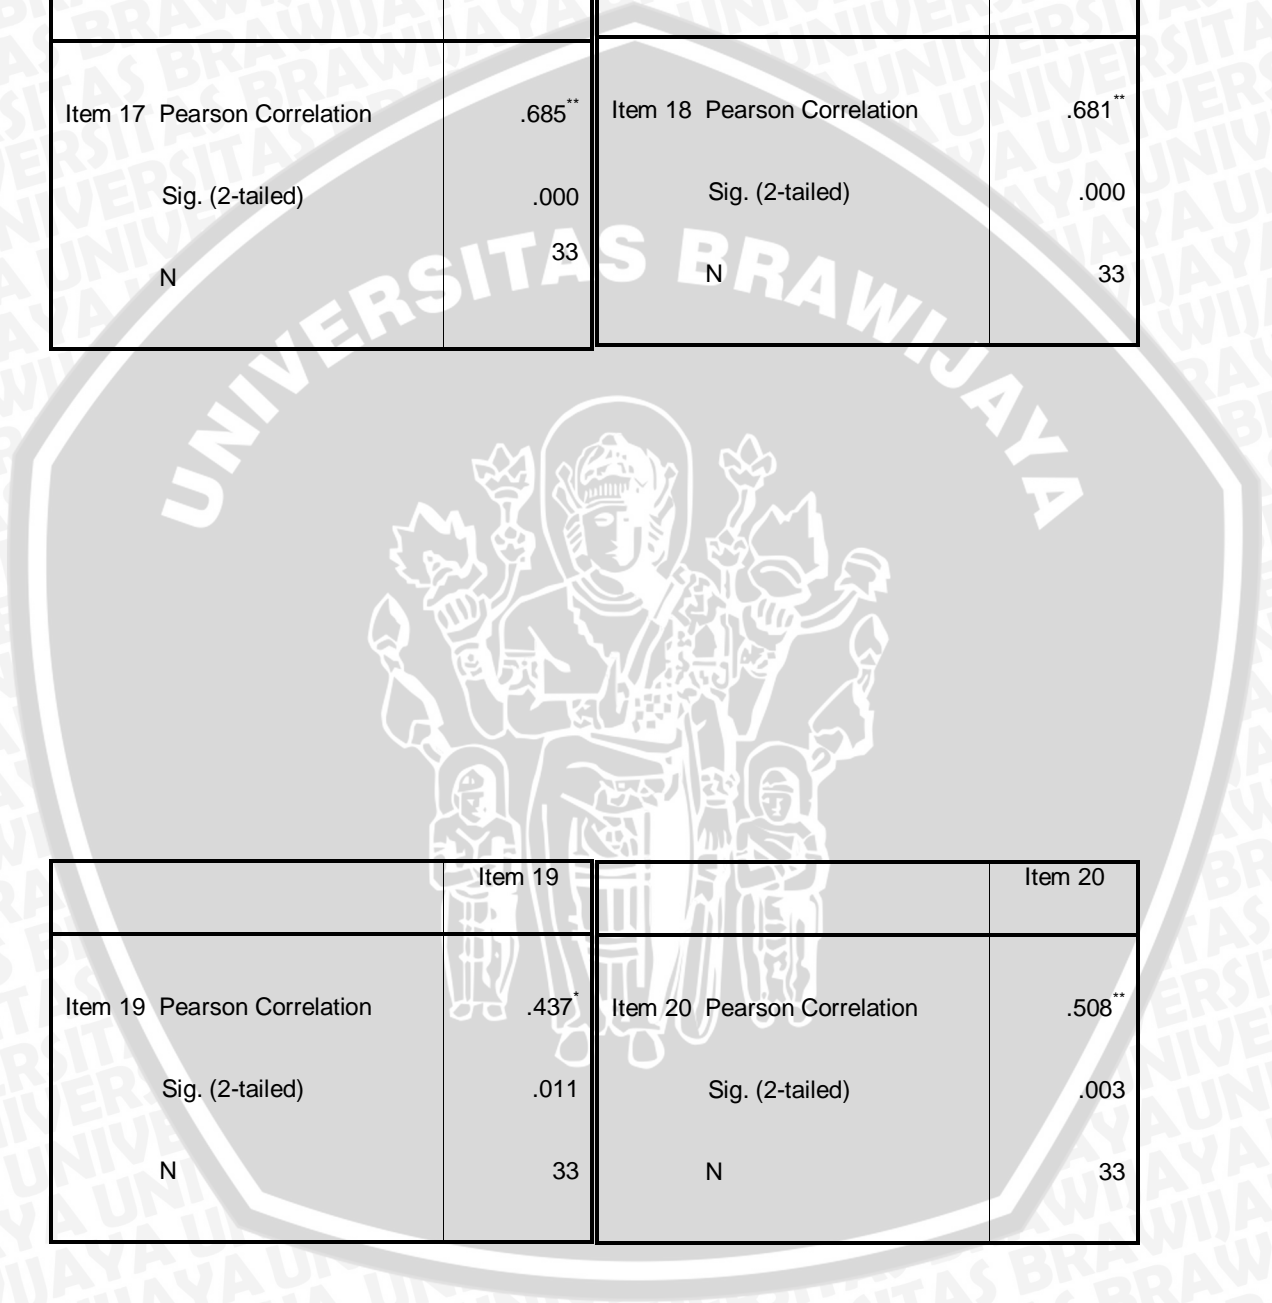 Item 17 Pearson Correlation .685**
Sig. (2-tailed) .000
N 33
Item 18 Pearson Correlation .681**
Sig. (2-tailed) .000
N 33
UNIVERSITAS BRAWIJAYA
Item 19
Item 19 Pearson Correlation .437*
Sig. (2-tailed) .011
N 33
Item 20
Item 20 Pearson Correlation .508**
Sig. (2-tailed) .003
N 33